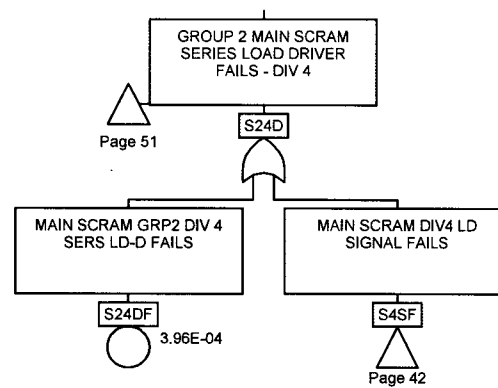 GROUP 2 MAIN SCRAM
SERIES LOAD DRIVER
FAILS - DIV 4
Page 51
S24D
MAIN SCRAM GRP2 DIV 4
SERS LD-D FAILS
S24DF
3.96E-04
MAIN SCRAM DIV4 LD
SIGNAL FAILS
S4SF
Page 42